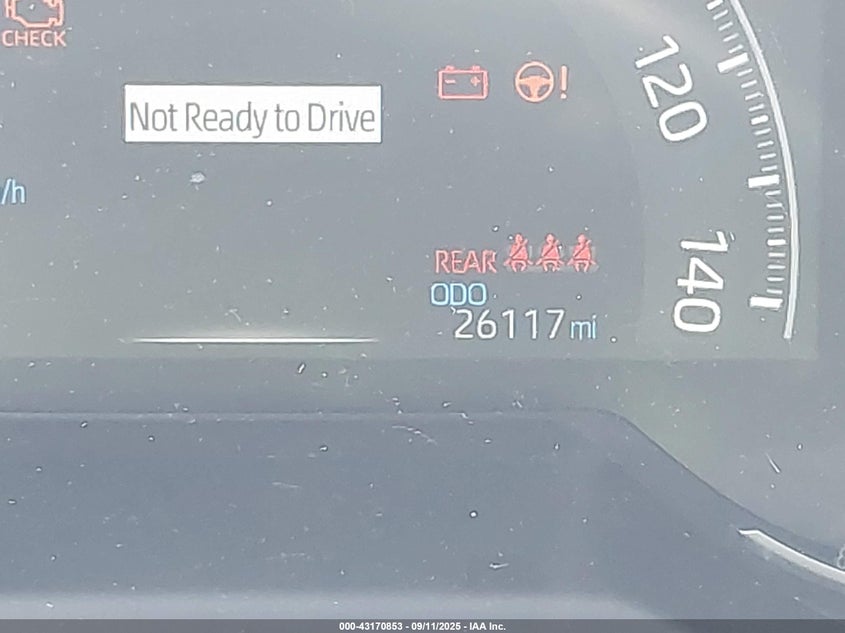 CHECK
Not Ready to Drive
120
/h
REAR
ODO
140
26117 mi
000-43170853 - 09/11/2025 - IAA Inc.